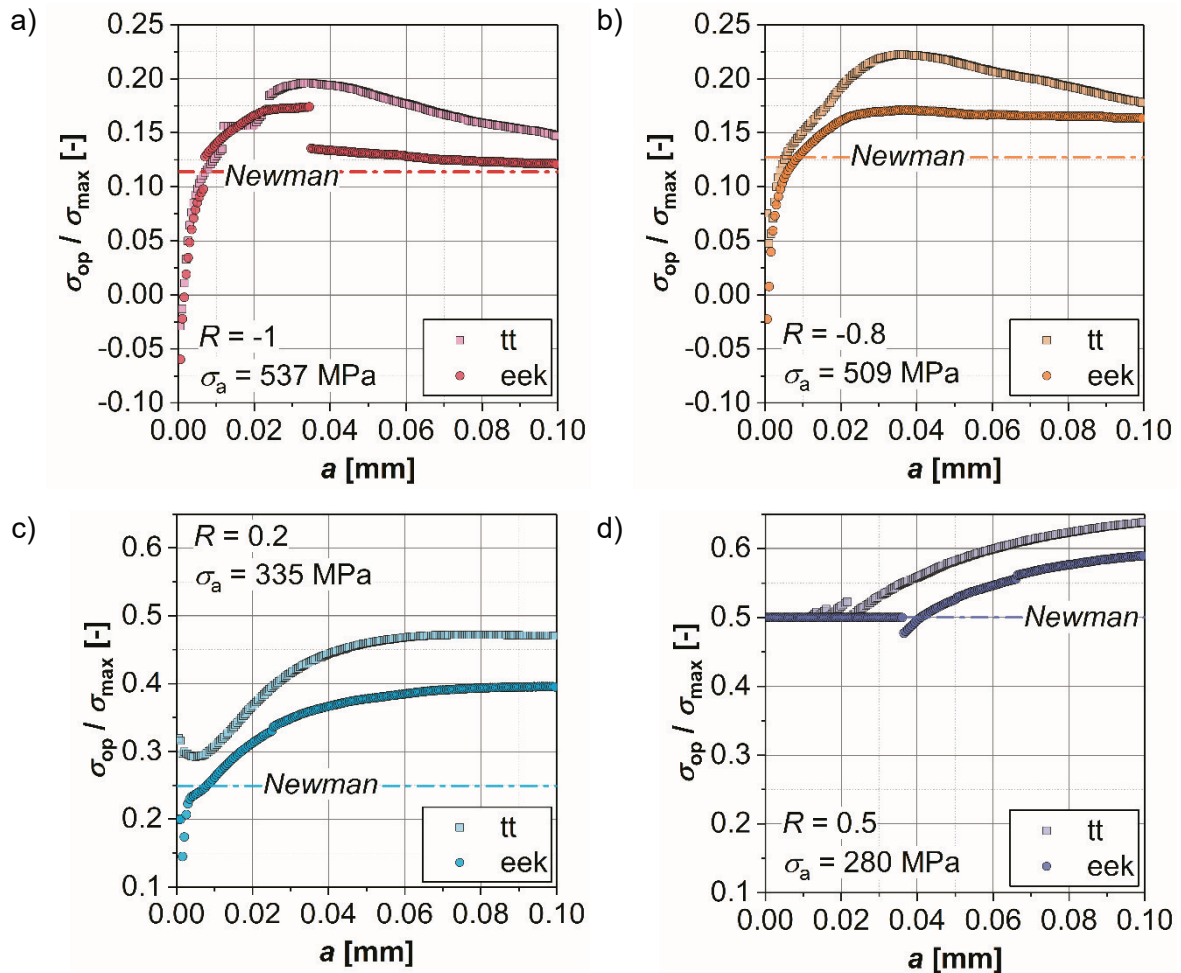 a)
0.25
0.20
0.15
0.10
0.05
0.00
-0.05
-0.10
σop / σmax [-]
Newman
R = -1
σa = 537 MPa
tt
eek
0.00 0.02 0.04 0.06 0.08 0.10
a [mm]
b)
0.25
0.20
0.15
0.10
0.05
0.00
-0.05
-0.10
σop / σmax [-]
Newman
R = -0.8
σa = 509 MPa
tt
eek
0.00 0.02 0.04 0.06 0.08 0.10
a [mm]
c)
0.6
0.5
0.4
0.3
0.2
0.1
σop / σmax [-]
R = 0.2
σa = 335 MPa
Newman
tt
eek
0.00 0.02 0.04 0.06 0.08 0.10
a [mm]
d)
0.6
0.5
0.4
0.3
0.2
0.1
σop / σmax [-]
Newman
R = 0.5
σa = 280 MPa
tt
eek
0.00 0.02 0.04 0.06 0.08 0.10
a [mm]